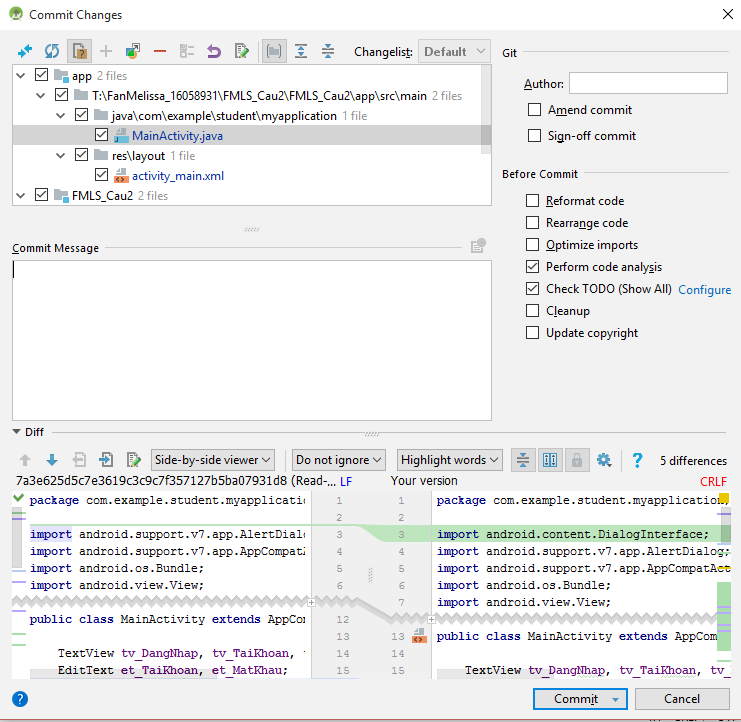 Commit Changes
Changelist: Default
Git
app 2 files
T:\FanMelissa_16058931\FMLS_Cau2\FMLS_Cau2\app\src\main 2 files
java\com\example\student\myapplication 1 file
MainActivity.java
res\layout 1 file
activity_main.xml
FMLS_Cau2 2 files
Author:
Amend commit
Sign-off commit
Before Commit
Reformat code
Rearrange code
Optimize imports
Perform code analysis
Check TODO (Show All) Configure
Cleanup
Update copyright
Commit Message
Diff
Side-by-side viewer Do not ignore Highlight words ? 5 differences
7a3e625d5c7e3619c3c9c7f357127b5ba07931d8 (Read-... LF Your version CRLF
package com.example.student.myapplicatio 1 1 package com.example.student.myapplication;
2 2
import android.support.v7.app.AlertDialo 3 3 import android.content.DialogInterface;
import android.support.v7.app.AppCompatA 4 4 import android.support.v7.app.AlertDialog;
import android.os.Bundle; 5 5 import android.support.v7.app.AppCompatAct
import android.view.View; 6 6 import android.os.Bundle;
7 import android.view.View;
public class MainActivity extends AppCom 12
13 13 public class MainActivity extends AppCom
TextView tv_DangNhap, tv_TaiKhoan, t 14 14
EditText et_TaiKhoan, et_MatKhau; 15 15 TextView tv_DangNhap, tv_TaiKhoan, tv_
? Commit Cancel